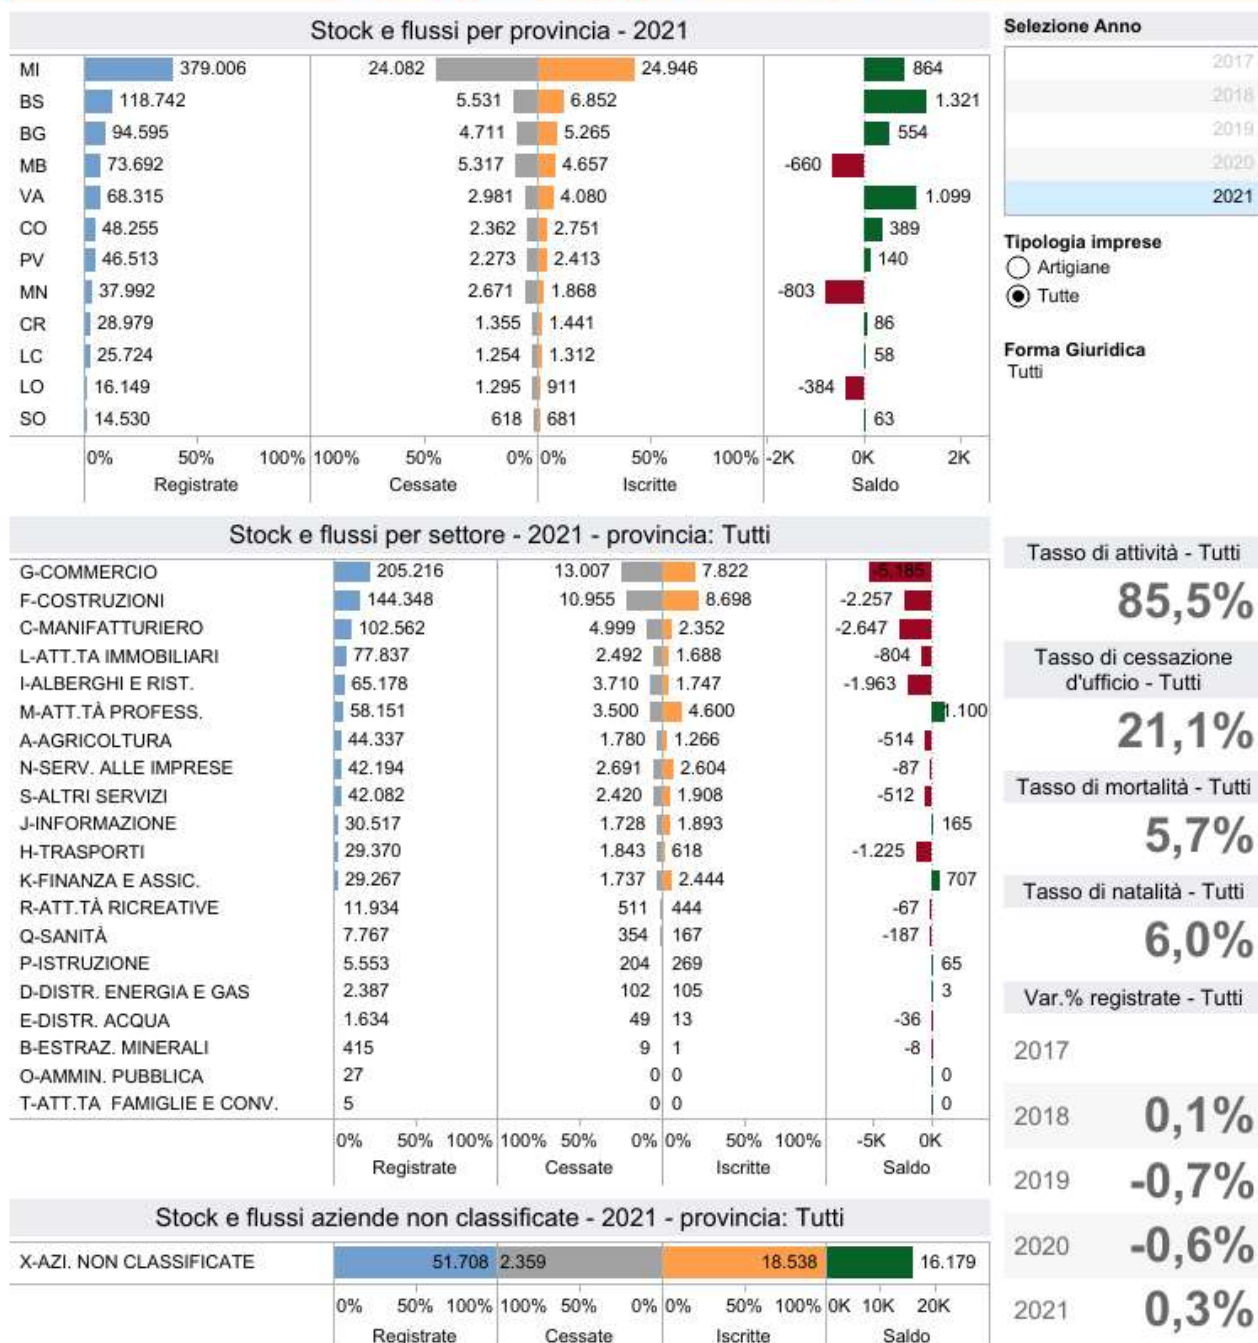 Stock e flussi per provincia - 2021
MI 379.006 24.082 24.946 864
BS 118.742 5.531 6.852 1.321
BG 94.595 4.711 5.265 554
MB 73.692 5.317 4.657 -660
VA 68.315 2.981 4.080 1.099
CO 48.255 2.362 2.751 389
PV 46.513 2.273 2.413 140
MN 37.992 2.671 1.868 -803
CR 28.979 1.355 1.441 86
LC 25.724 1.254 1.312 58
LO 16.149 1.295 911 -384
SO 14.530 618 681 63
0% 50% 100% 100% 50% 0% 0% 50% 100% -2K 0K 2K
Registrate Cessate Iscritte Saldo
Selezione Anno
2017
2018
2019
2020
2021
Tipologia imprese
Artigiane
Tutte
Forma Giuridica
Tutti
Stock e flussi per settore - 2021 - provincia: Tutti
G-COMMERCIO 205.216 13.007 7.822 -5.185
F-COSTRUZIONI 144.348 10.955 8.698 -2.257
C-MANIFATTURIERO 102.562 4.999 2.352 -2.647
L-ATT.TA IMMOBILIARI 77.837 2.492 1.688 -804
I-ALBERGHI E RIST. 65.178 3.710 1.747 -1.963
M-ATT.TÀ PROFESS. 58.151 3.500 4.600 1.100
A-AGRICOLTURA 44.337 1.780 1.266 -514
N-SERV. ALLE IMPRESE 42.194 2.691 2.604 -87
S-ALTRI SERVIZI 42.082 2.420 1.908 -512
J-INFORMAZIONE 30.517 1.728 1.893 165
H-TRASPORTI 29.370 1.843 618 -1.225
K-FINANZA E ASSIC. 29.267 1.737 2.444 707
R-ATT.TÀ RICREATIVE 11.934 511 444 -67
Q-SANITÀ 7.767 354 167 -187
P-ISTRUZIONE 5.553 204 269 65
D-DISTR. ENERGIA E GAS 2.387 102 105 3
E-DISTR. ACQUA 1.634 49 13 -36
B-ESTRAZ. MINERALI 415 9 1 -8
O-AMMIN. PUBBLICA 27 0 0 0
T-ATT.TA FAMIGLIE E CONV. 5 0 0 0
0% 50% 100% 100% 50% 0% 0% 50% 100% -5K 0K
Registrate Cessate Iscritte Saldo
Stock e flussi aziende non classificate - 2021 - provincia: Tutti
X-AZI. NON CLASSIFICATE 51.708 2.359 18.538 16.179
0% 50% 100% 100% 50% 0% 0% 50% 100% 0K 10K 20K
Registrate Cessate Iscritte Saldo
Tasso di attività - Tutti
85,5%
Tasso di cessazione
d'ufficio - Tutti
21,1%
Tasso di mortalità - Tutti
5,7%
Tasso di natalità - Tutti
6,0%
Var.% registrate - Tutti
2017
2018 0,1%
2019 -0,7%
2020 -0,6%
2021 0,3%